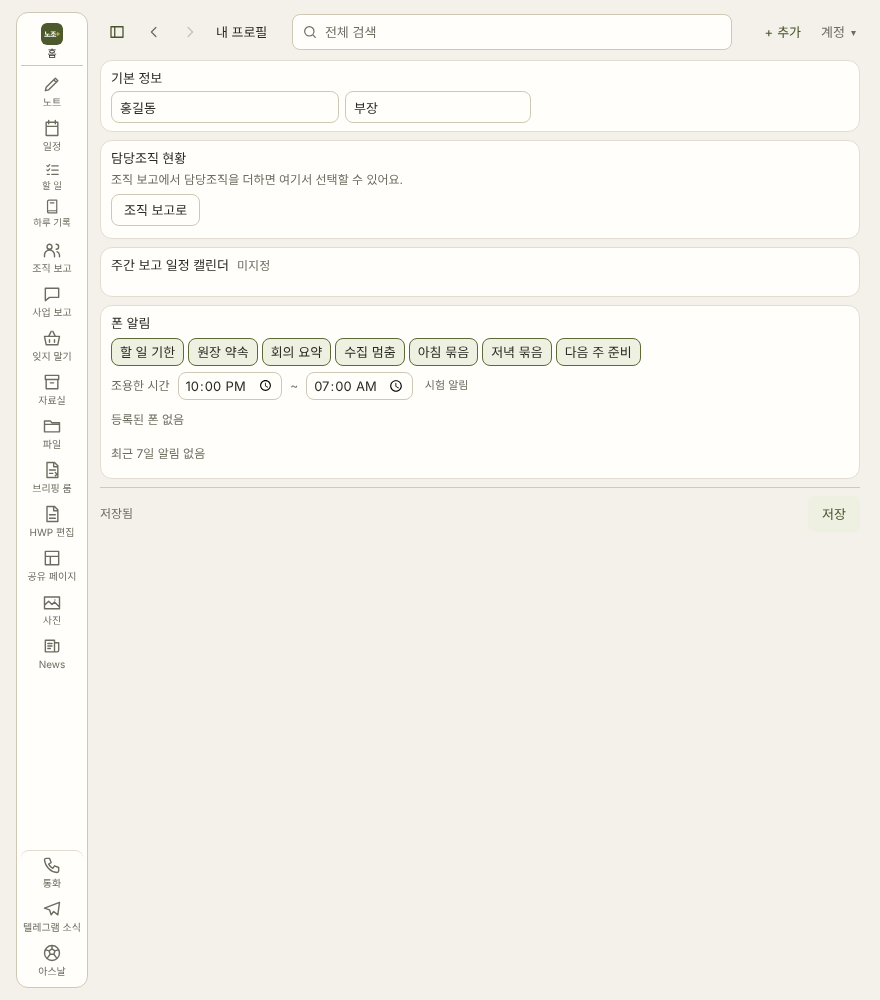 노조+
홈
노트
일정
할 일
하루 기록
조직 보고
사업 보고
잊지 말기
자료실
파일
브리핑 룸
HWP 편집
공유 페이지
사진
News
통화
텔레그램 소식
아스날
내 프로필
전체 검색
+ 추가
계정 ▾
기본 정보
홍길동 부장
담당조직 현황
조직 보고에서 담당조직을 더하면 여기서 선택할 수 있어요.
조직 보고로
주간 보고 일정 캘린더 미지정
폰 알림
할 일 기한 원장 약속 회의 요약 수집 멈춤 아침 묶음 저녁 묶음 다음 주 준비
조용한 시간 10:00 PM ~ 07:00 AM 시험 알림
등록된 폰 없음
최근 7일 알림 없음
저장됨 저장